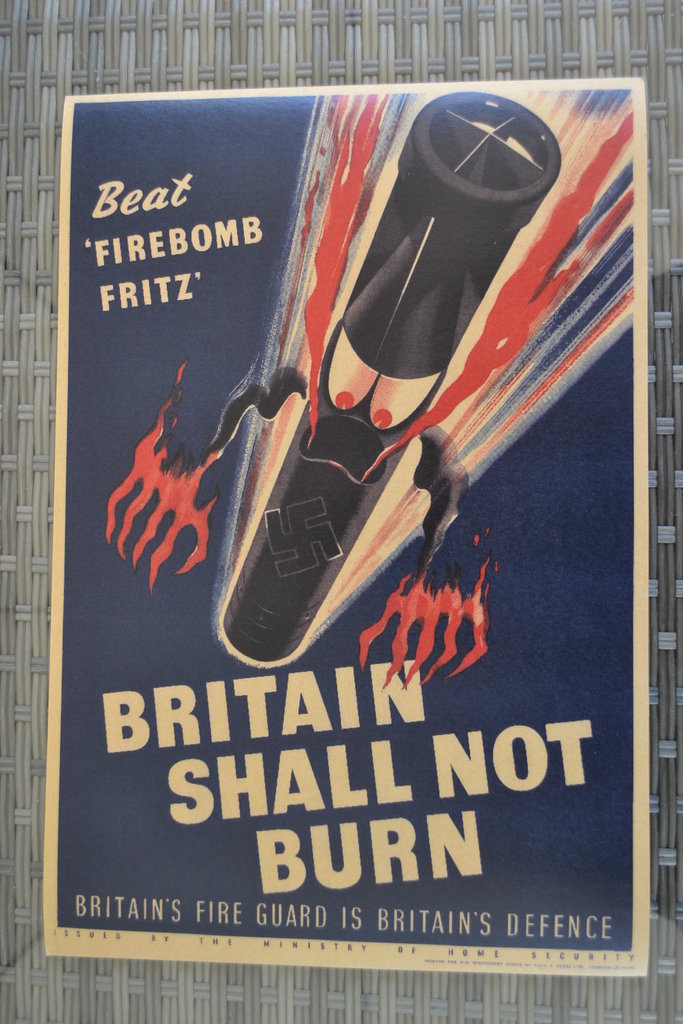 Beat
'FIREBOMB
FRITZ'
BRITAIN
SHALL NOT
BURN
BRITAIN'S FIRE GUARD IS BRITAIN'S DEFENCE
ISSUED BY THE MINISTRY OF HOME SECURITY